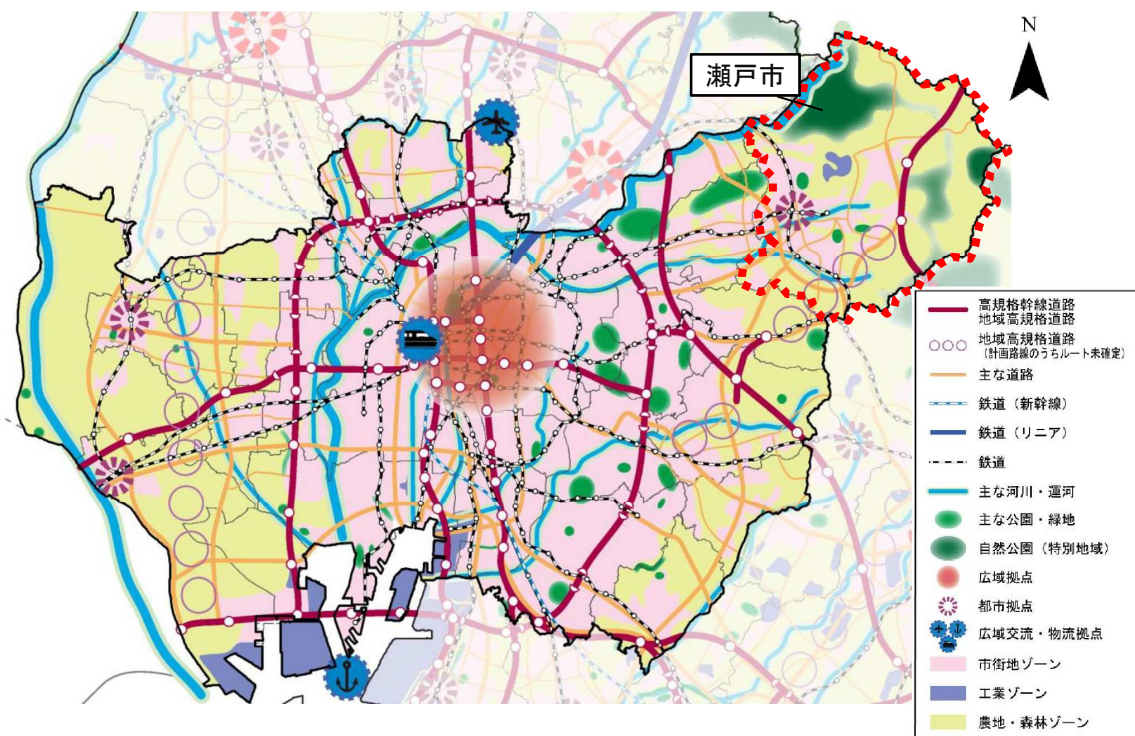 N
瀬戸市
高規格幹線道路
地域高規格道路
地域高規格道路
(計画路線のうちルート未確定)
主な道路
鉄道(新幹線)
鉄道(リニア)
鉄道
主な河川・運河
主な公園・緑地
自然公園(特別地域)
広域拠点
都市拠点
広域交流・物流拠点
市街地ゾーン
工業ゾーン
農地・森林ゾーン